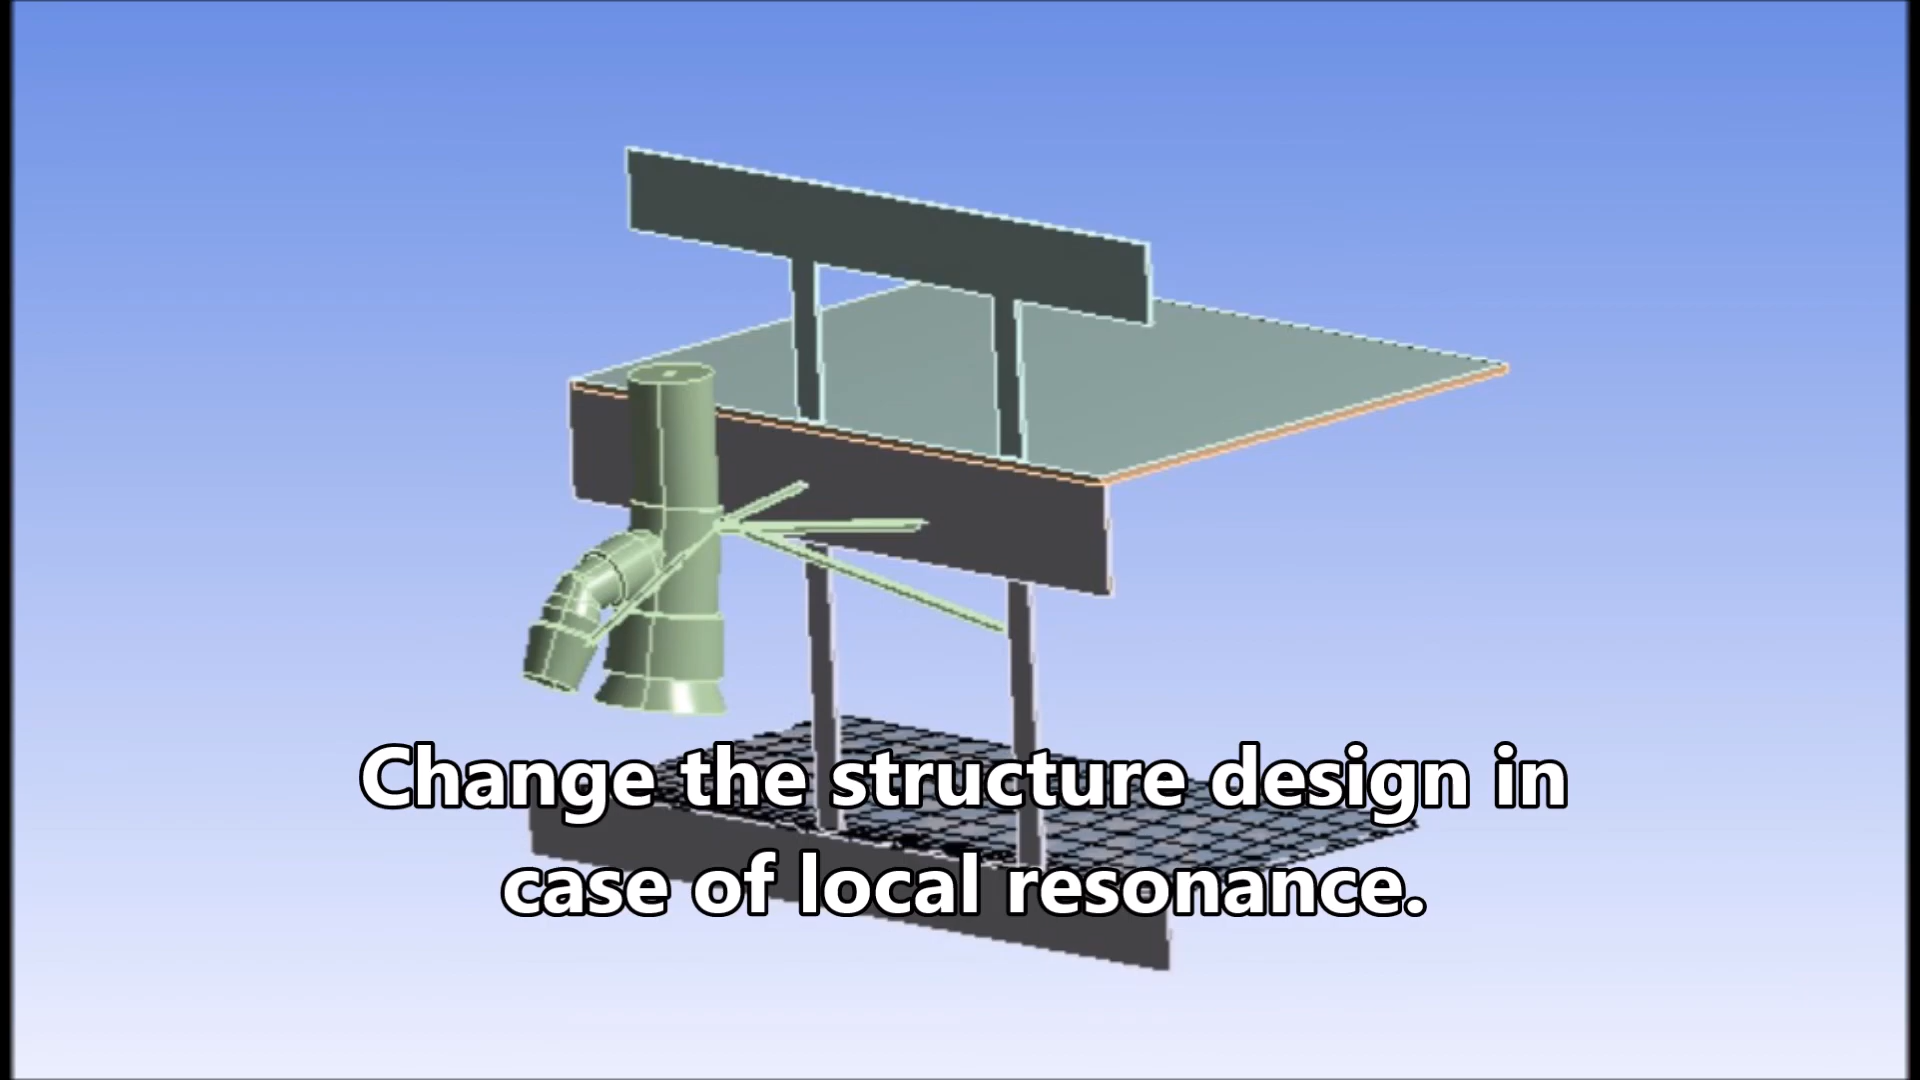 Change the structure design in
case of local resonance.